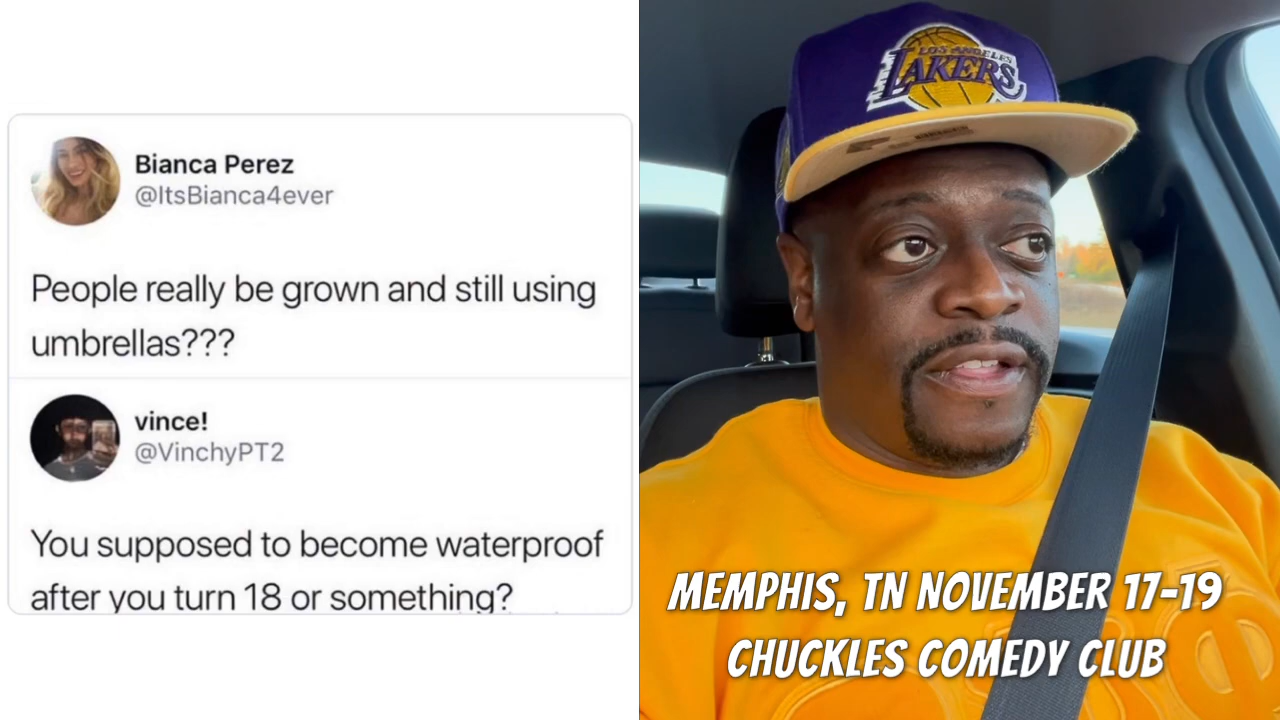 Bianca Perez
@ItsBianca4ever
People really be grown and still using
umbrellas???
vince!
@VinchyPT2
You supposed to become waterproof
after you turn 18 or something?
LOS ANGELES
LAKERS
MEMPHIS, TN NOVEMBER 17-19
CHUCKLES COMEDY CLUB